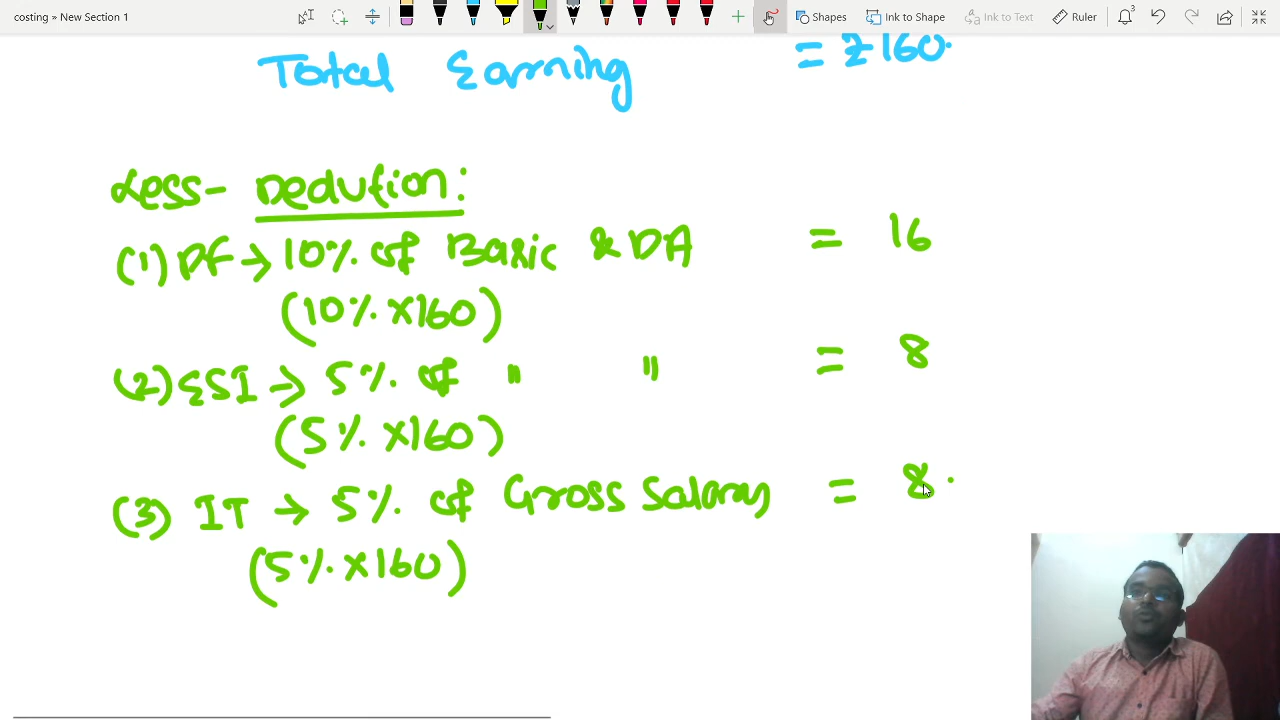 costing » New Section 1
Shapes Ink to Shape Ink to Text Ruler
Total Earning = ₹160.
Less- Dedution:
(1) PF → 10% of Basic & DA = 16
(10% × 160)
(2) ESI → 5% of " " = 8
(5% × 160)
(3) IT → 5% of Gross Salary = 8.
(5% × 160)